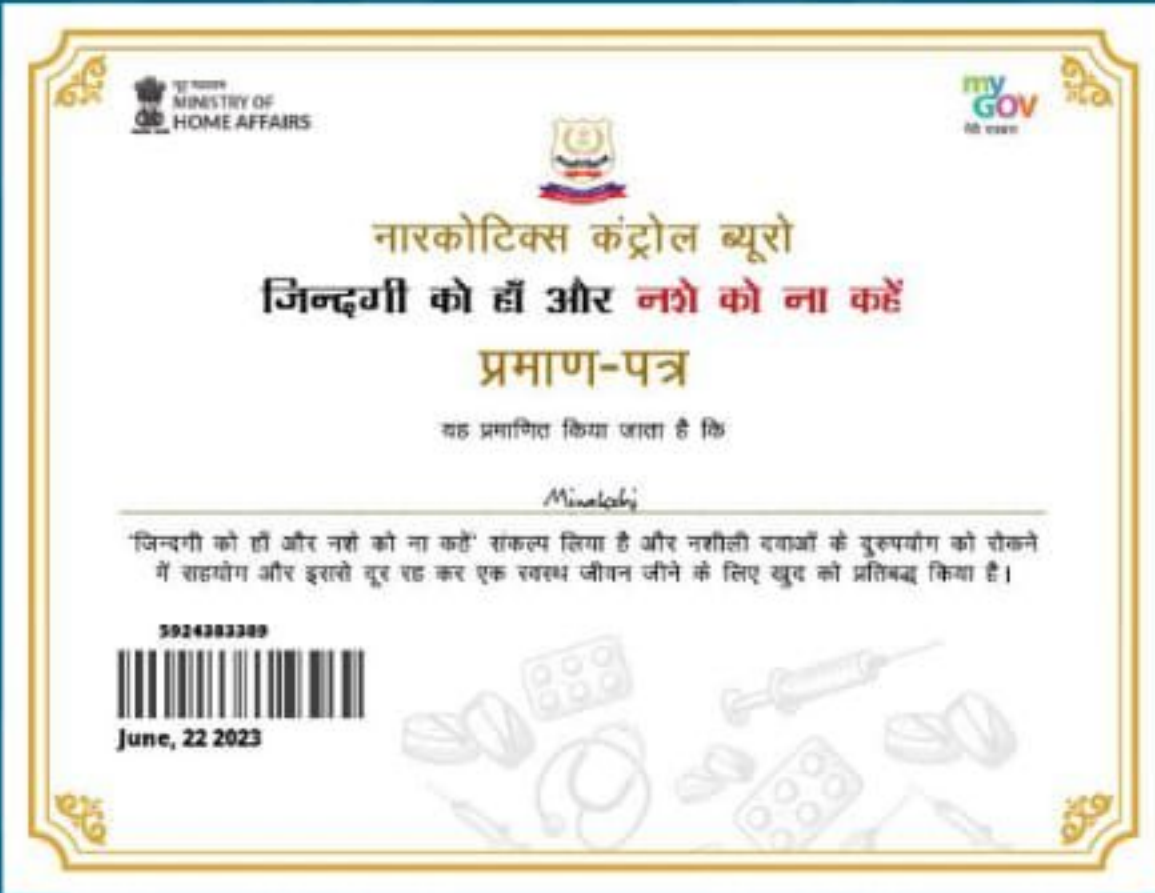 MINISTRY OF
HOME AFFAIRS
my
GOV
नारकोटिक्स कंट्रोल ब्यूरो
जिन्दगी को हाँ और नशे को ना कहें
प्रमाण-पत्र
यह प्रमाणित किया जाता है कि
Minakshi
'जिन्दगी को हाँ और नशे को ना कहें' संकल्प लिया है और नशीली दवाओं के दुरुपयोग को रोकने
में सहयोग और इससे दूर रह कर एक स्वस्थ जीवन जीने के लिए खुद को प्रतिबद्ध किया है।
5924383389
June, 22 2023